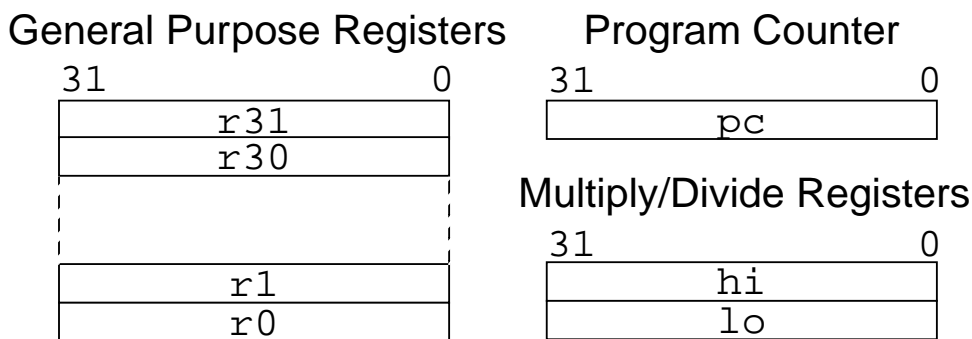 General Purpose Registers
31 0
r31
r30
r1
r0
Program Counter
31 0
pc
Multiply/Divide Registers
31 0
hi
lo